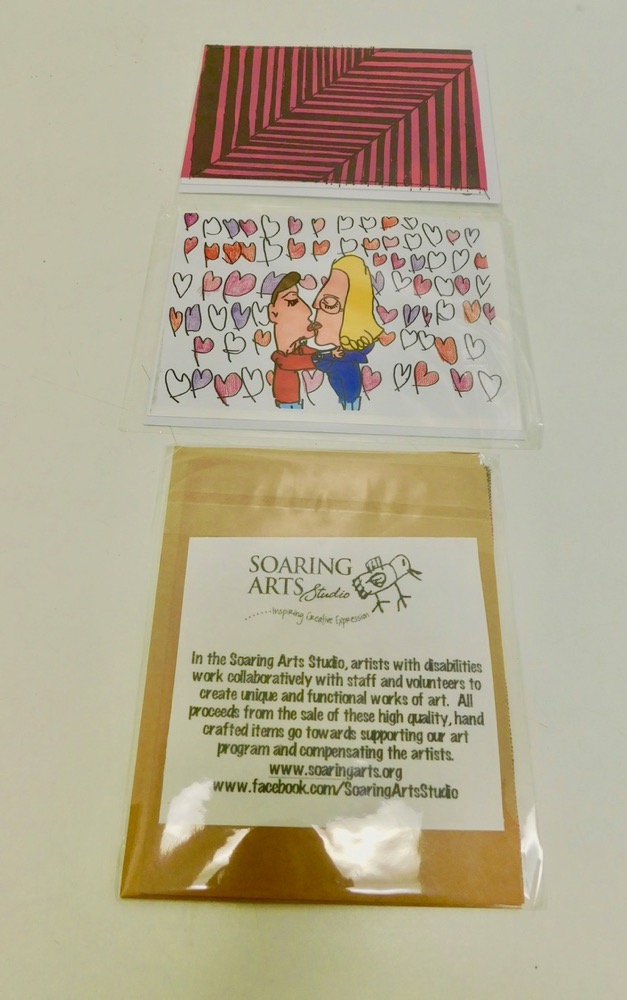 SOARING
ARTS Studio
......Inspiring Creative Expression
In the Soaring Arts Studio, artists with disabilities
work collaboratively with staff and volunteers to
create unique and functional works of art.  All
proceeds from the sale of these high quality, hand
crafted items go towards supporting our art
program and compensating the artists.
www.soaringarts.org
www.facebook.com/SoaringArtsStudio